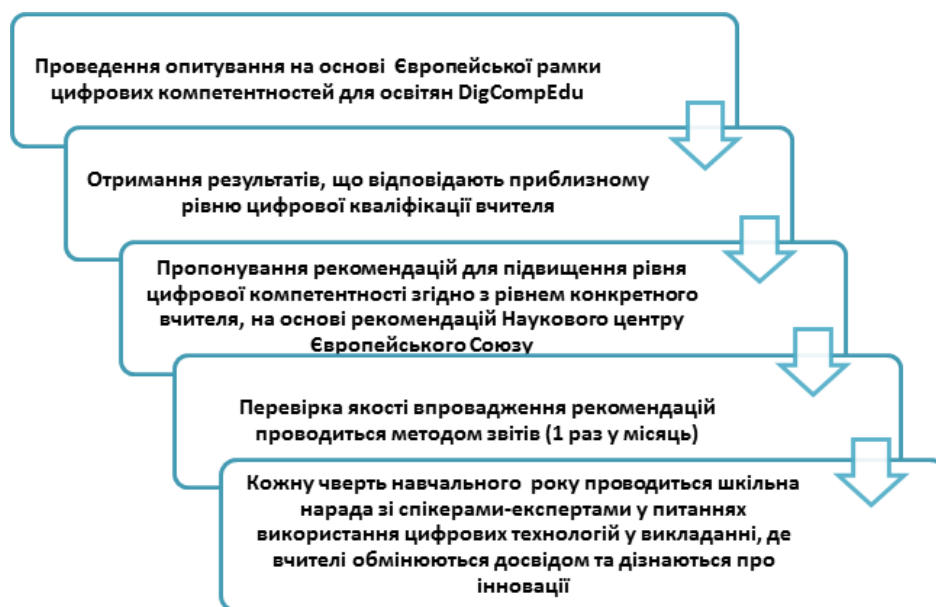 Проведення опитування на основі Європейської рамки
цифрових компетентностей для освітян DigCompEdu
Отримання результатів, що відповідають приблизному
рівню цифрової кваліфікації вчителя
Пропонування рекомендацій для підвищення рівня
цифрової компетентності згідно з рівнем конкретного
вчителя, на основі рекомендацій Наукового центру
Європейського Союзу
Перевірка якості впровадження рекомендацій
проводиться методом звітів (1 раз у місяць)
Кожну чверть навчального року проводиться шкільна
нарада зі спікерами-експертами у питаннях
використання цифрових технологій у викладанні, де
вчителі обмінюються досвідом та дізнаються про
інновації